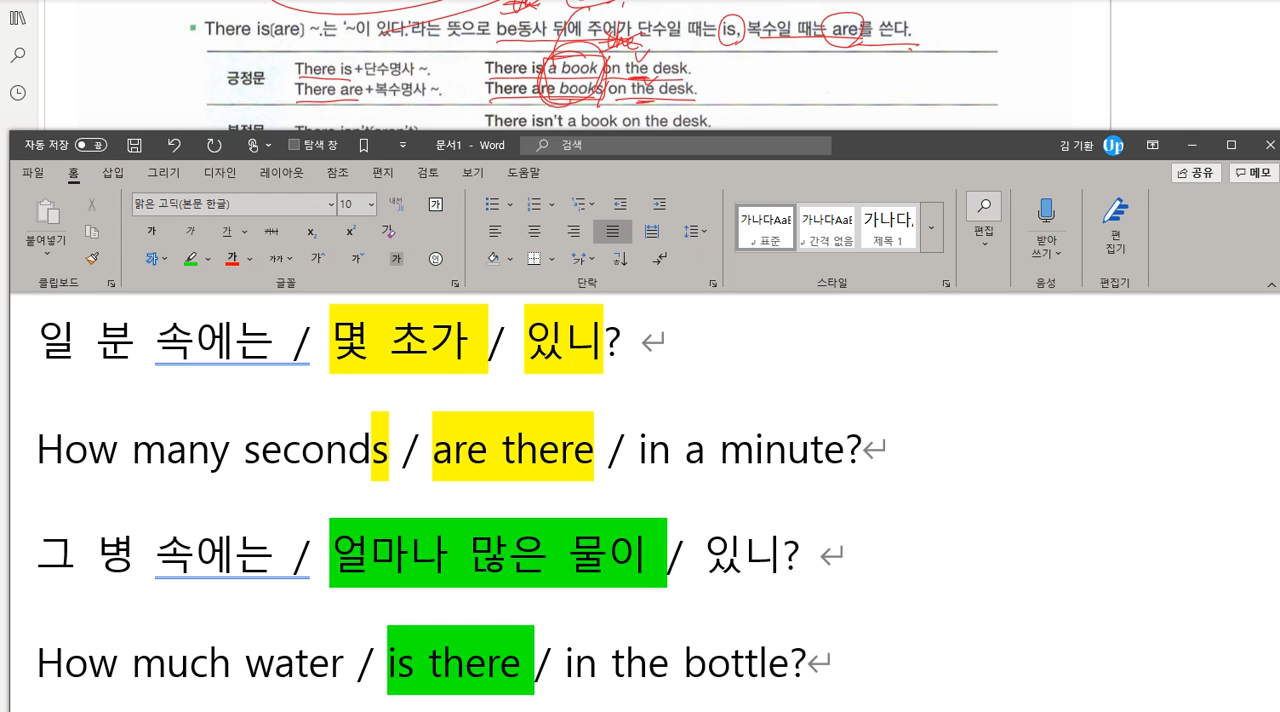 There is(are) ~.는 '~이 있다.'라는 뜻으로 be동사 뒤에 주어가 단수일 때는 is, 복수일 때는 are를 쓴다.
긍정문
There is+단수명사 ~.
There is a book on the desk.
There are+복수명사 ~.
There are books on the desk.
There isn't a book on the desk.
자동 저장 끔 탐색 창 문서1 - Word 검색 김 기환 Up
파일 홈 삽입 그리기 디자인 레이아웃 참조 편지 검토 보기 도움말 공유 메모
붙여넣기 맑은 고딕(본문 한글) 10
가나다AaB 표준
가나다AaB 간격 없음
가나다. 제목 1
편집
받아쓰기
편집기
클립보드 글꼴 단락 스타일 음성 편집기
일 분 속에는 / 몇 초가 / 있니?
How many seconds / are there / in a minute?
그 병 속에는 / 얼마나 많은 물이 / 있니?
How much water / is there / in the bottle?